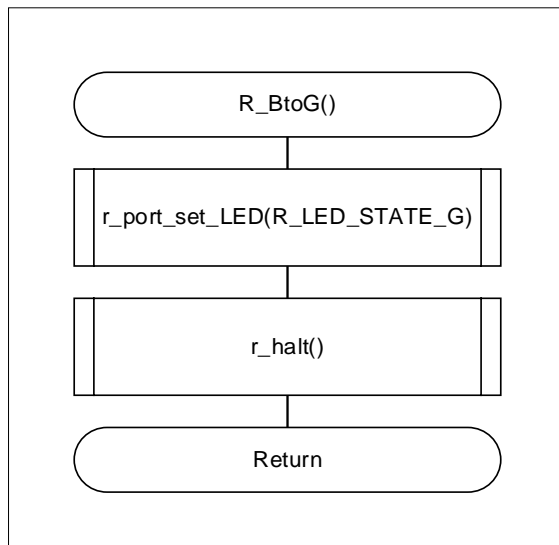 R_BtoG()
r_port_set_LED(R_LED_STATE_G)
r_halt()
Return